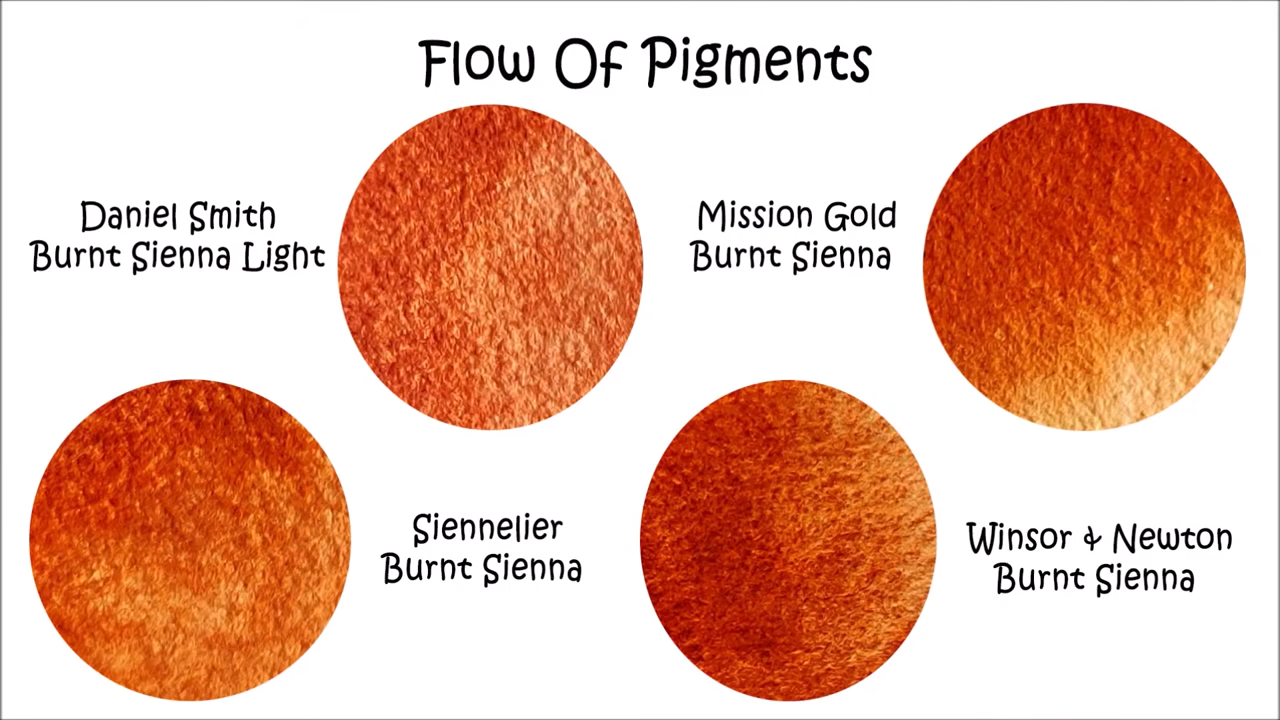 Flow Of Pigments
Daniel Smith
Burnt Sienna Light
Mission Gold
Burnt Sienna
Siennelier
Burnt Sienna
Winsor & Newton
Burnt Sienna